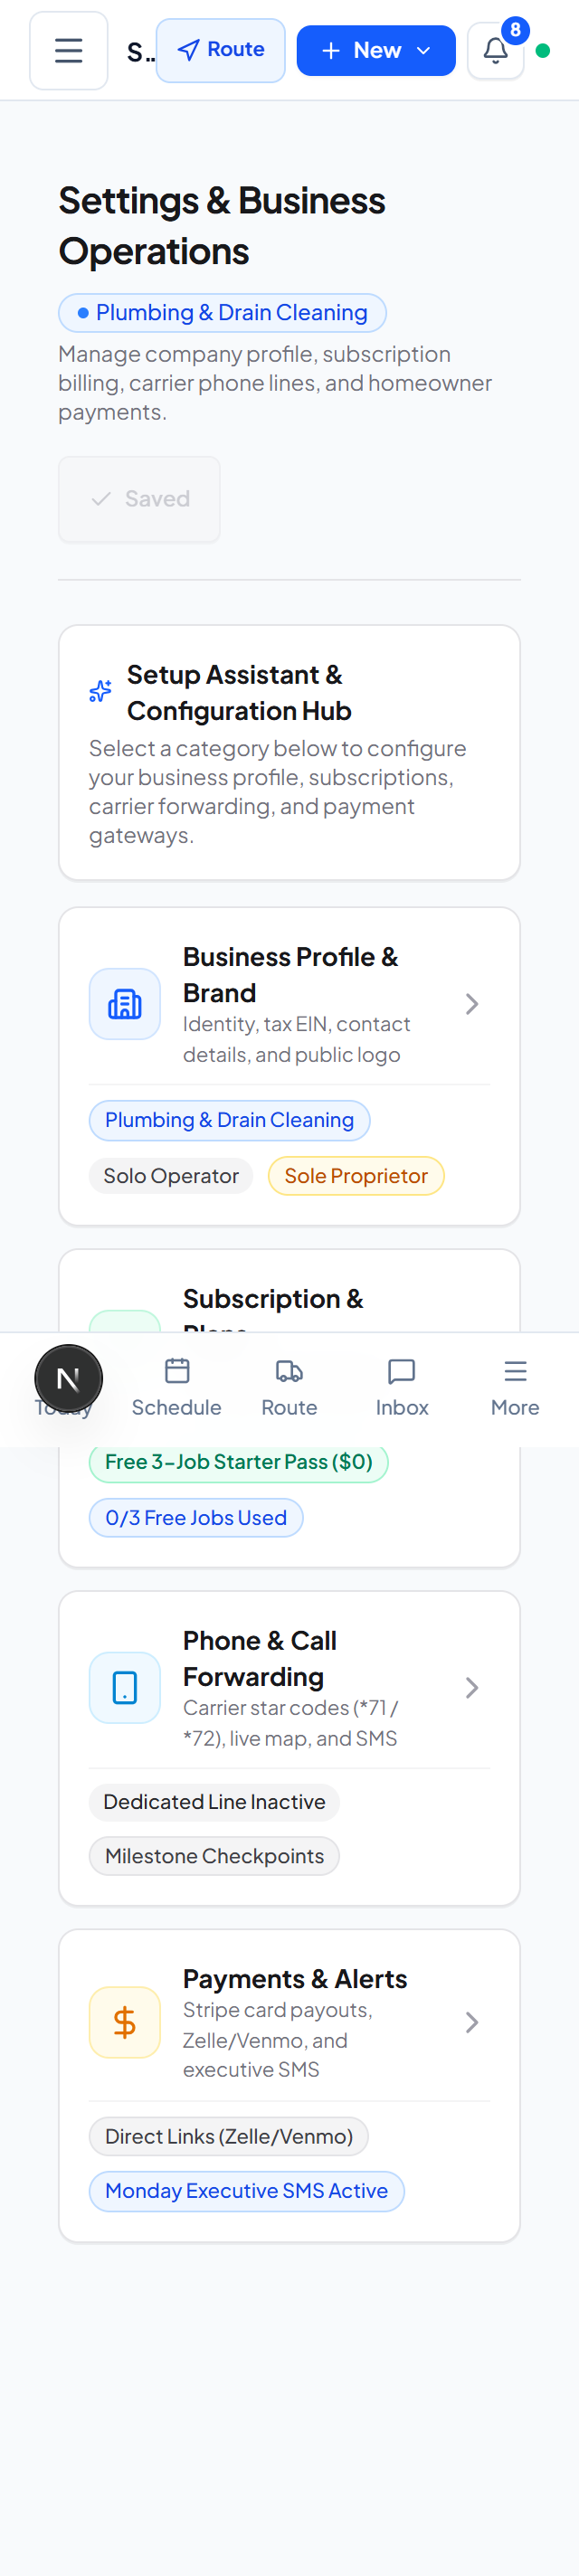 S...
Route
New
8
Settings & Business
Operations
Plumbing & Drain Cleaning
Manage company profile, subscription
billing, carrier phone lines, and homeowner
payments.
Saved
Setup Assistant &
Configuration Hub
Select a category below to configure
your business profile, subscriptions,
carrier forwarding, and payment
gateways.
Business Profile &
Brand
Identity, tax EIN, contact
details, and public logo
Plumbing & Drain Cleaning
Solo Operator
Sole Proprietor
Subscription &
Plans
N
Today
Schedule
Route
Inbox
More
Free 3-Job Starter Pass ($0)
0/3 Free Jobs Used
Phone & Call
Forwarding
Carrier star codes (*71 /
*72), live map, and SMS
Dedicated Line Inactive
Milestone Checkpoints
Payments & Alerts
Stripe card payouts,
Zelle/Venmo, and
executive SMS
Direct Links (Zelle/Venmo)
Monday Executive SMS Active